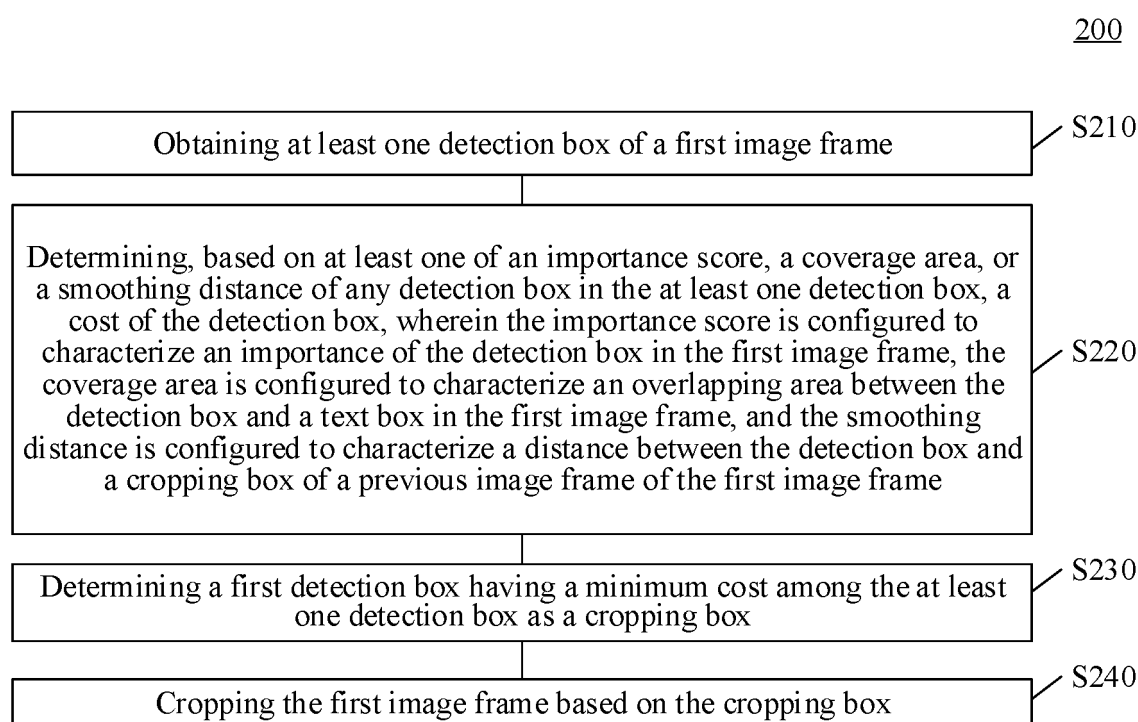 200
Obtaining at least one detection box of a first image frame
S210
Determining, based on at least one of an importance score, a coverage area, or
a smoothing distance of any detection box in the at least one detection box, a
cost of the detection box, wherein the importance score is configured to
characterize an importance of the detection box in the first image frame, the
coverage area is configured to characterize an overlapping area between the
detection box and a text box in the first image frame, and the smoothing
distance is configured to characterize a distance between the detection box and
a cropping box of a previous image frame of the first image frame
S220
Determining a first detection box having a minimum cost among the at least
one detection box as a cropping box
S230
Cropping the first image frame based on the cropping box
S240